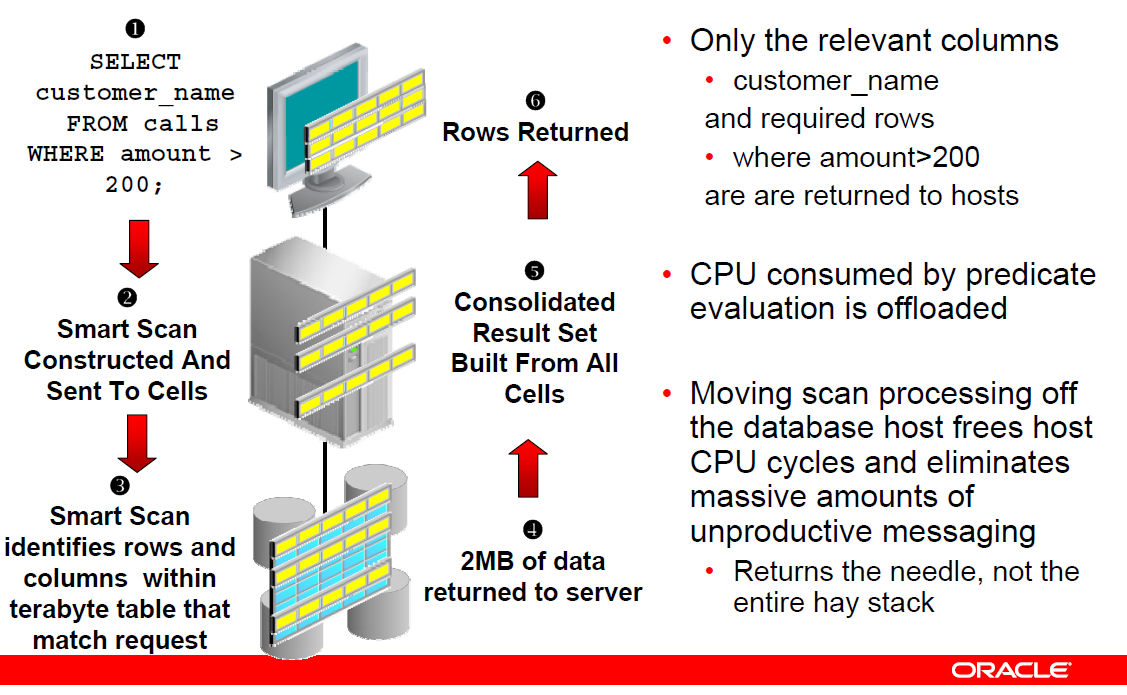 ❶
SELECT
customer_name
FROM calls
WHERE amount >
200;
❷
Smart Scan
Constructed And
Sent To Cells
❸
Smart Scan
identifies rows and
columns within
terabyte table that
match request
❹
2MB of data
returned to server
❺
Consolidated
Result Set
Built From All
Cells
❻
Rows Returned
• Only the relevant columns
• customer_name
and required rows
• where amount>200
are are returned to hosts
• CPU consumed by predicate
evaluation is offloaded
• Moving scan processing off
the database host frees host
CPU cycles and eliminates
massive amounts of
unproductive messaging
• Returns the needle, not the
entire hay stack
ORACLE